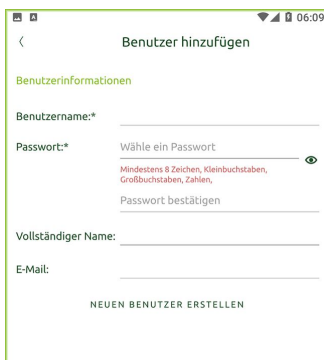 06:09
Benutzer hinzufügen
Benutzerinformationen
Benutzername:*
Passwort:* Wähle ein Passwort
Mindestens 8 Zeichen, Kleinbuchstaben,
Großbuchstaben, Zahlen,
Passwort bestätigen
Vollständiger Name:
E-Mail:
NEUEN BENUTZER ERSTELLEN